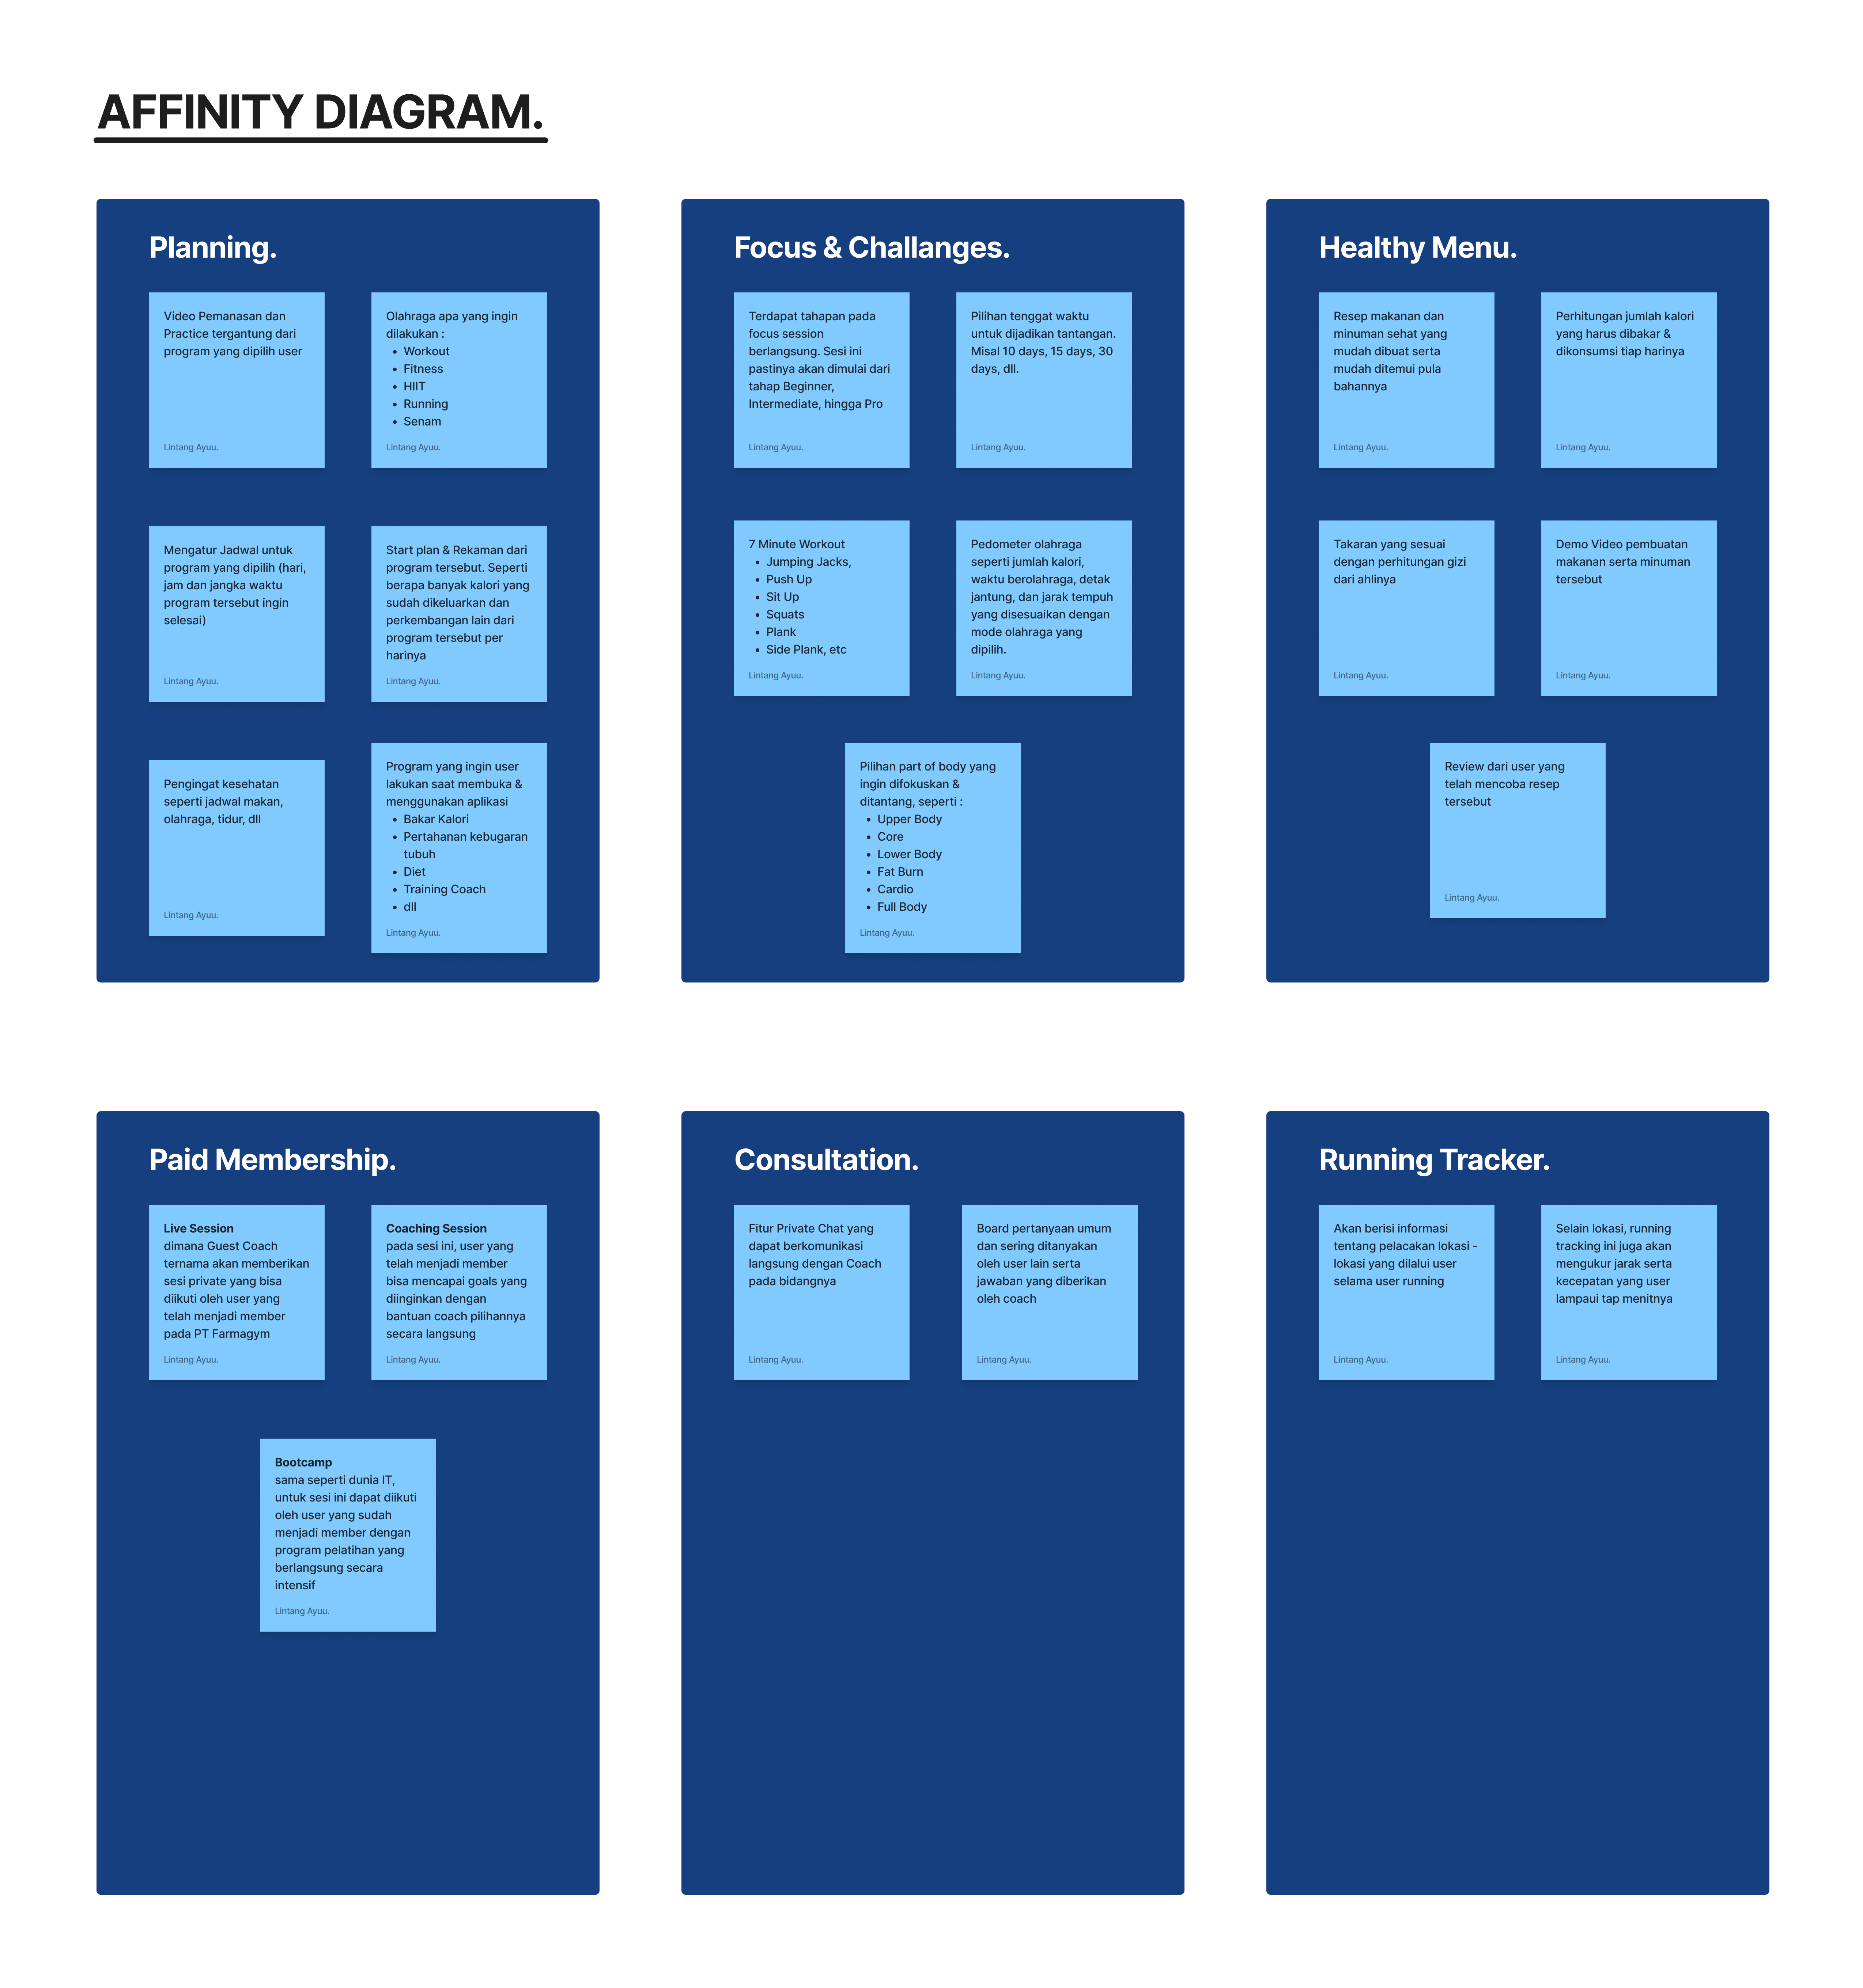 AFFINITY DIAGRAM.
Planning.
Video Pemanasan dan
Practice tergantung dari
program yang dipilih user
Lintang Ayuu.
Olahraga apa yang ingin
dilakukan :
• Workout
• Fitness
• HIIT
• Running
• Senam
Lintang Ayuu.
Mengatur Jadwal untuk
program yang dipilih (hari,
jam dan jangka waktu
program tersebut ingin
selesai)
Lintang Ayuu.
Start plan & Rekaman dari
program tersebut. Seperti
berapa banyak kalori yang
sudah dikeluarkan dan
perkembangan lain dari
program tersebut per
harinya
Lintang Ayuu.
Pengingat kesehatan
seperti jadwal makan,
olahraga, tidur, dll
Lintang Ayuu.
Program yang ingin user
lakukan saat membuka &
menggunakan aplikasi
• Bakar Kalori
• Pertahanan kebugaran
tubuh
• Diet
• Training Coach
• dll
Lintang Ayuu.
Focus & Challanges.
Terdapat tahapan pada
focus session
berlangsung. Sesi ini
pastinya akan dimulai dari
tahap Beginner,
Intermediate, hingga Pro
Lintang Ayuu.
Pilihan tenggat waktu
untuk dijadikan tantangan.
Misal 10 days, 15 days, 30
days, dll.
Lintang Ayuu.
7 Minute Workout
• Jumping Jacks,
• Push Up
• Sit Up
• Squats
• Plank
• Side Plank, etc
Lintang Ayuu.
Pedometer olahraga
seperti jumlah kalori,
waktu berolahraga, detak
jantung, dan jarak tempuh
yang disesuaikan dengan
mode olahraga yang
dipilih.
Lintang Ayuu.
Pilihan part of body yang
ingin difokuskan &
ditantang, seperti :
• Upper Body
• Core
• Lower Body
• Fat Burn
• Cardio
• Full Body
Lintang Ayuu.
Healthy Menu.
Resep makanan dan
minuman sehat yang
mudah dibuat serta
mudah ditemui pula
bahannya
Lintang Ayuu.
Perhitungan jumlah kalori
yang harus dibakar &
dikonsumsi tiap harinya
Lintang Ayuu.
Takaran yang sesuai
dengan perhitungan gizi
dari ahlinya
Lintang Ayuu.
Demo Video pembuatan
makanan serta minuman
tersebut
Lintang Ayuu.
Review dari user yang
telah mencoba resep
tersebut
Lintang Ayuu.
Paid Membership.
Live Session
dimana Guest Coach
ternama akan memberikan
sesi private yang bisa
diikuti oleh user yang
telah menjadi member
pada PT Farmagym
Lintang Ayuu.
Coaching Session
pada sesi ini, user yang
telah menjadi member
bisa mencapai goals yang
diinginkan dengan
bantuan coach pilihannya
secara langsung
Lintang Ayuu.
Bootcamp
sama seperti dunia IT,
untuk sesi ini dapat diikuti
oleh user yang sudah
menjadi member dengan
program pelatihan yang
berlangsung secara
intensif
Lintang Ayuu.
Consultation.
Fitur Private Chat yang
dapat berkomunikasi
langsung dengan Coach
pada bidangnya
Lintang Ayuu.
Board pertanyaan umum
dan sering ditanyakan
oleh user lain serta
jawaban yang diberikan
oleh coach
Lintang Ayuu.
Running Tracker.
Akan berisi informasi
tentang pelacakan lokasi -
lokasi yang dilalui user
selama user running
Lintang Ayuu.
Selain lokasi, running
tracking ini juga akan
mengukur jarak serta
kecepatan yang user
lampaui tap menitnya
Lintang Ayuu.